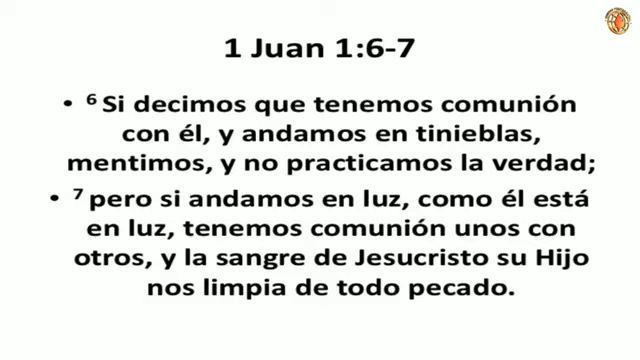 1 Juan 1:6-7
• ⁶ Si decimos que tenemos comunión
con él, y andamos en tinieblas,
mentimos, y no practicamos la verdad;
• ⁷ pero si andamos en luz, como él está
en luz, tenemos comunión unos con
otros, y la sangre de Jesucristo su Hijo
nos limpia de todo pecado.